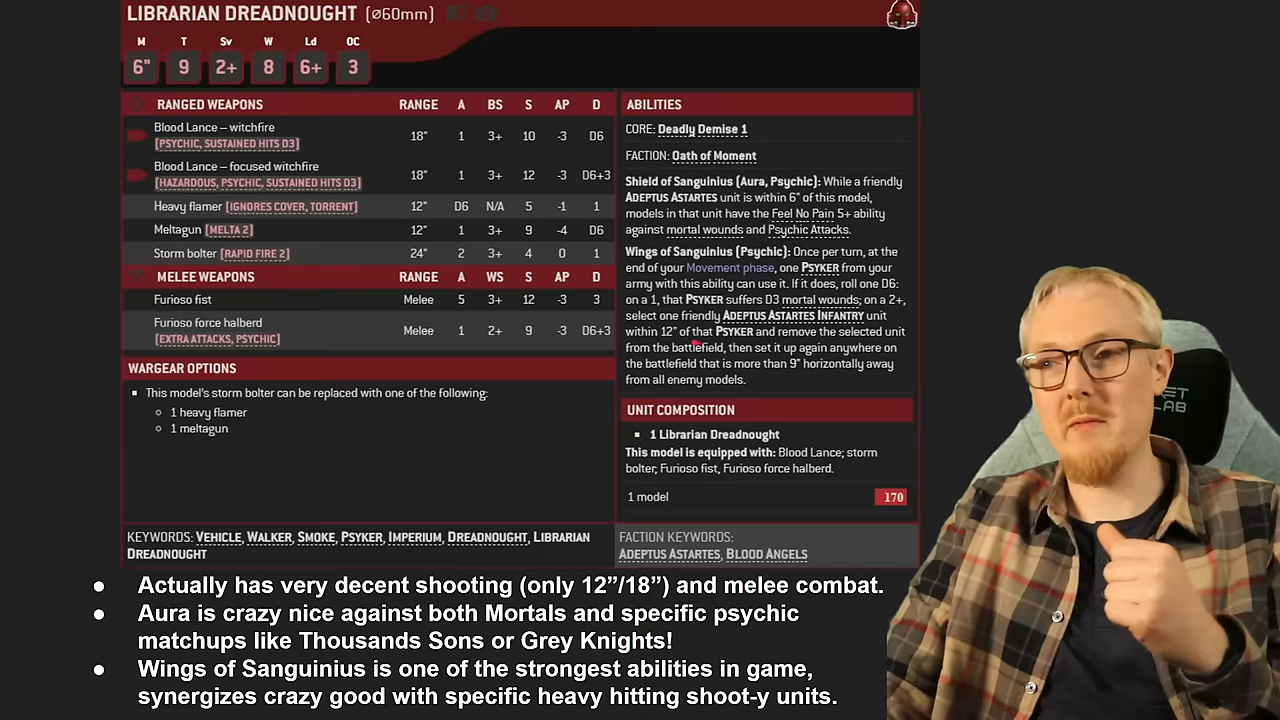 LIBRARIAN DREADNOUGHT (⌀60mm)
M T Sv W Ld OC
6" 9 2+ 8 6+ 3
RANGED WEAPONS RANGE A BS S AP D
Blood Lance – witchfire
[PSYCHIC, SUSTAINED HITS D3] 18" 1 3+ 10 -3 D6
Blood Lance – focused witchfire
[HAZARDOUS, PSYCHIC, SUSTAINED HITS D3] 18" 1 3+ 12 -3 D6+3
Heavy flamer [IGNORES COVER, TORRENT] 12" D6 N/A 5 -1 1
Meltagun [MELTA 2] 12" 1 3+ 9 -4 D6
Storm bolter [RAPID FIRE 2] 24" 2 3+ 4 0 1
MELEE WEAPONS RANGE A WS S AP D
Furioso fist Melee 5 3+ 12 -3 3
Furioso force halberd
[EXTRA ATTACKS, PSYCHIC] Melee 1 2+ 9 -3 D6+3
WARGEAR OPTIONS
▪ This model's storm bolter can be replaced with one of the following:
◦ 1 heavy flamer
◦ 1 meltagun
ABILITIES
CORE: Deadly Demise 1
FACTION: Oath of Moment
Shield of Sanguinius (Aura, Psychic): While a friendly
ADEPTUS ASTARTES unit is within 6" of this model,
models in that unit have the Feel No Pain 5+ ability
against mortal wounds and Psychic Attacks.
Wings of Sanguinius (Psychic): Once per turn, at the
end of your Movement phase, one PSYKER from your
army with this ability can use it. If it does, roll one D6:
on a 1, that PSYKER suffers D3 mortal wounds; on a 2+,
select one friendly ADEPTUS ASTARTES INFANTRY unit
within 12" of that PSYKER and remove the selected unit
from the battlefield, then set it up again anywhere on
the battlefield that is more than 9" horizontally away
from all enemy models.
UNIT COMPOSITION
▪ 1 Librarian Dreadnought
This model is equipped with: Blood Lance; storm
bolter; Furioso fist, Furioso force halberd.
1 model 170
KEYWORDS: VEHICLE, WALKER, SMOKE, PSYKER, IMPERIUM, DREADNOUGHT, LIBRARIAN
DREADNOUGHT
FACTION KEYWORDS:
ADEPTUS ASTARTES, BLOOD ANGELS
● Actually has very decent shooting (only 12”/18”) and melee combat.
● Aura is crazy nice against both Mortals and specific psychic
matchups like Thousands Sons or Grey Knights!
● Wings of Sanguinius is one of the strongest abilities in game,
synergizes crazy good with specific heavy hitting shoot-y units.
LAB